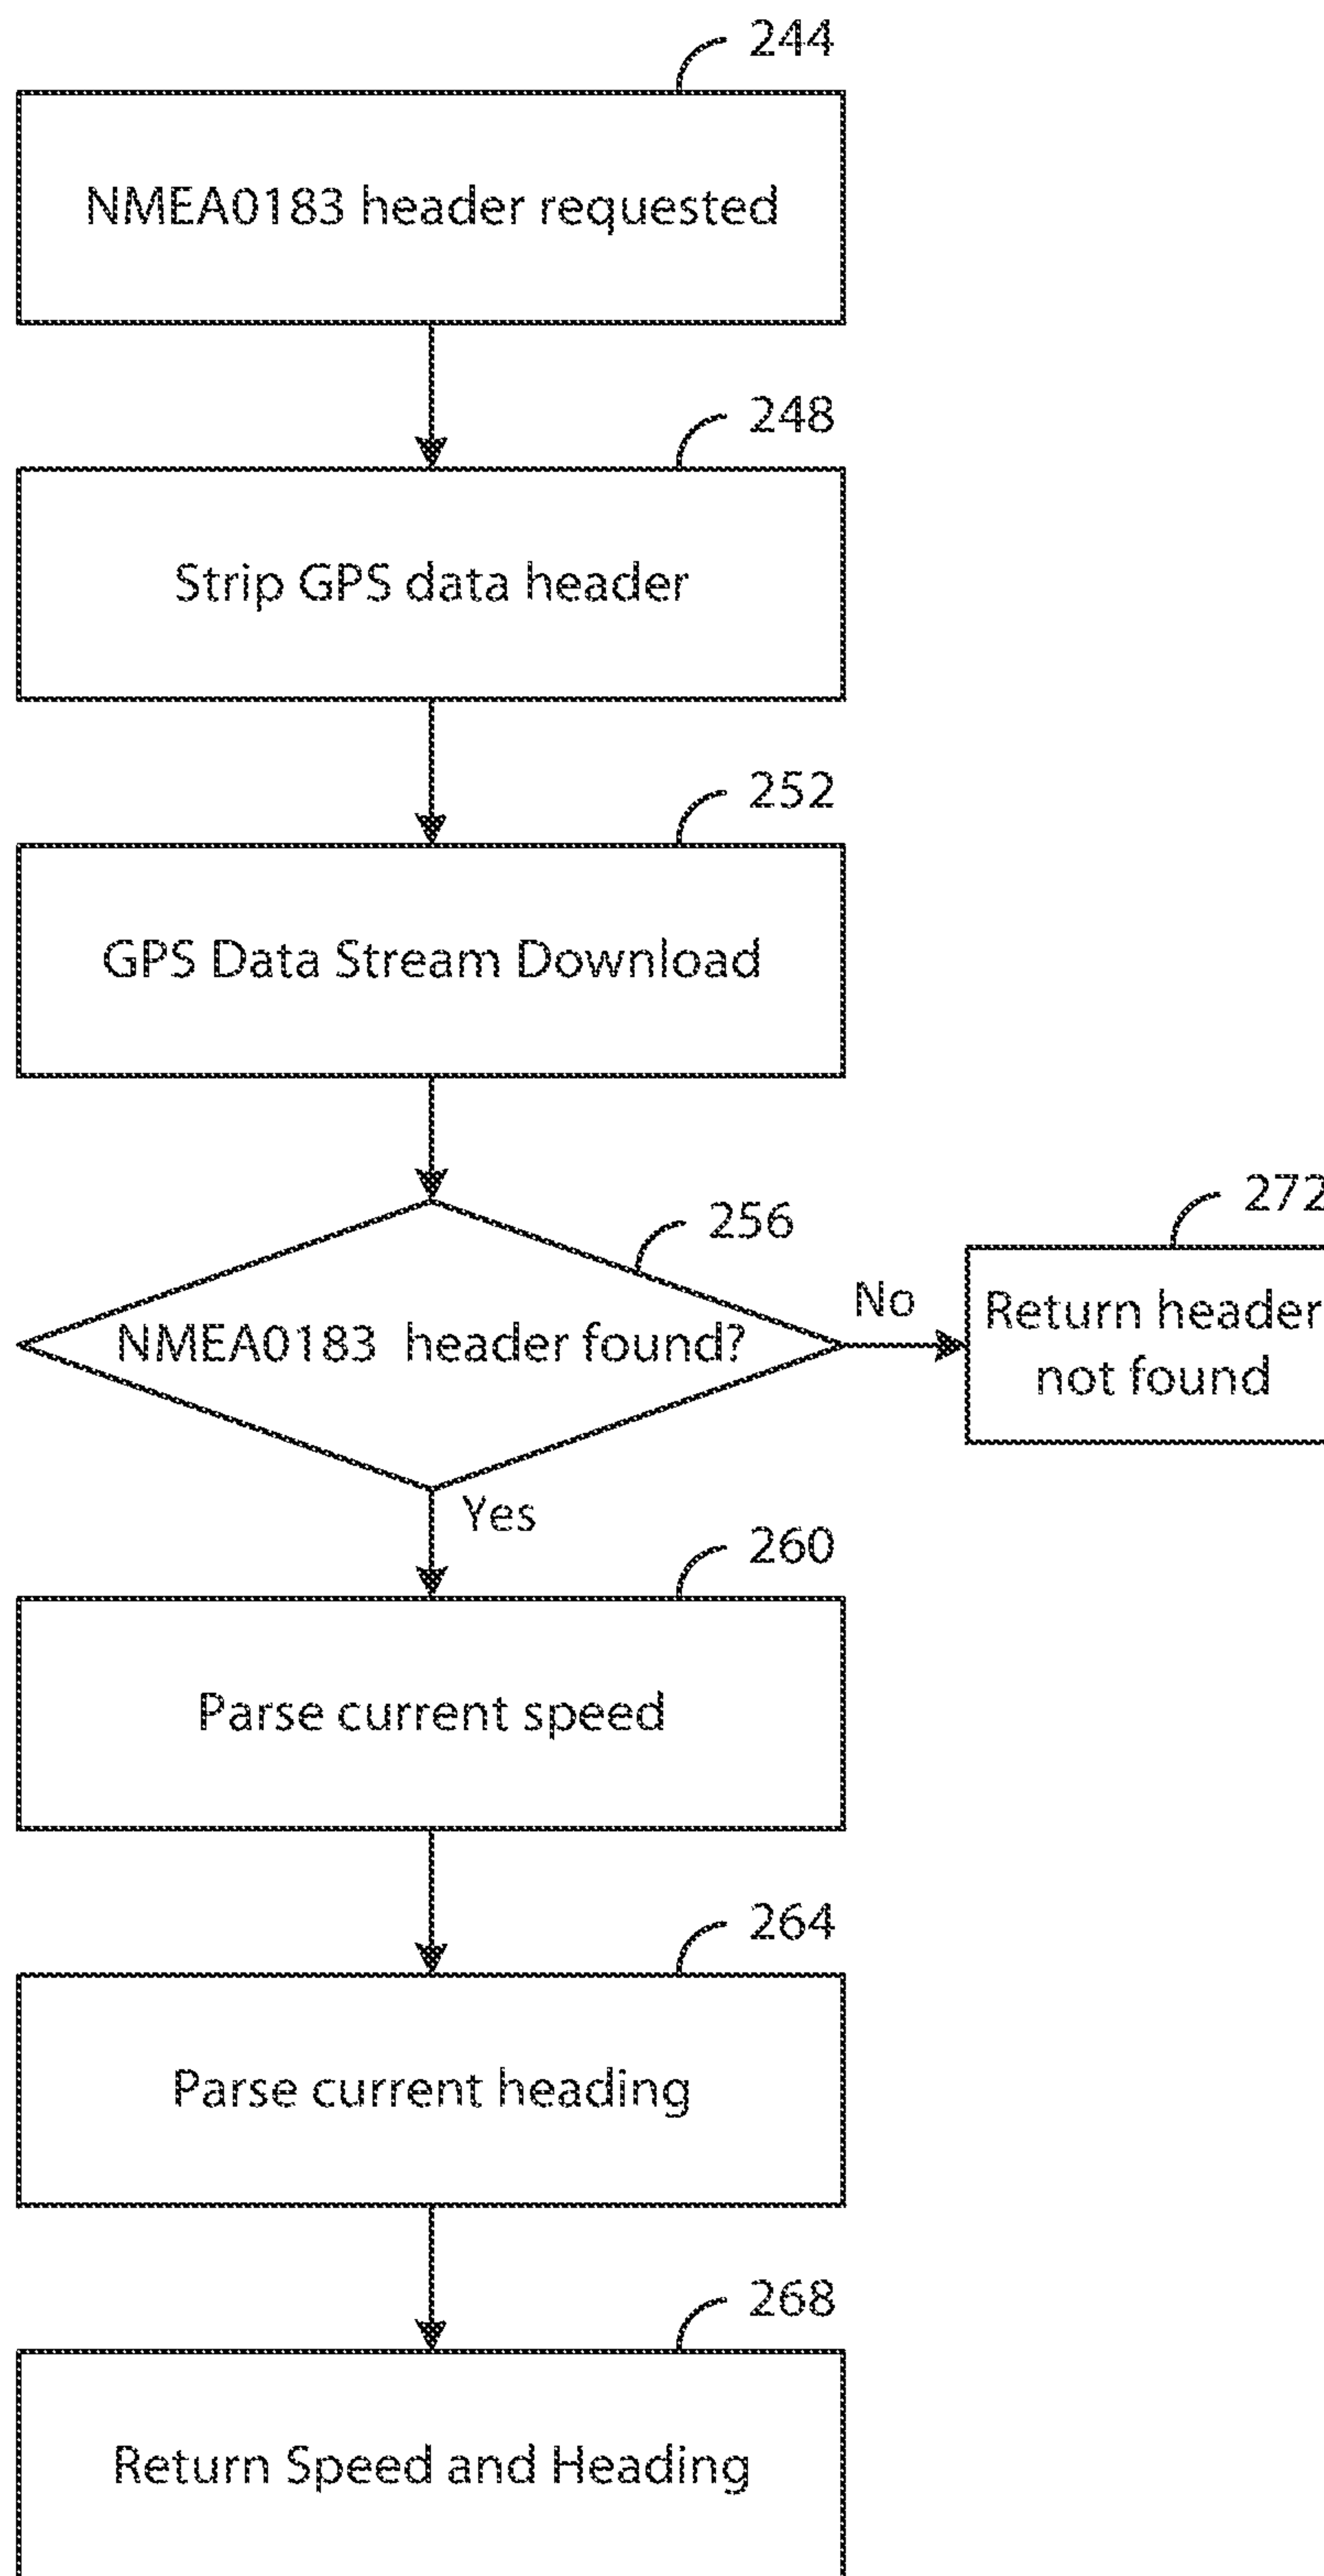 244
NMEA0183 header requested
248
Strip GPS data header
252
GPS Data Stream Download
256
NMEA0183 header found?
No
272
Return header
not found
Yes
260
Parse current speed
264
Parse current heading
268
Return Speed and Heading